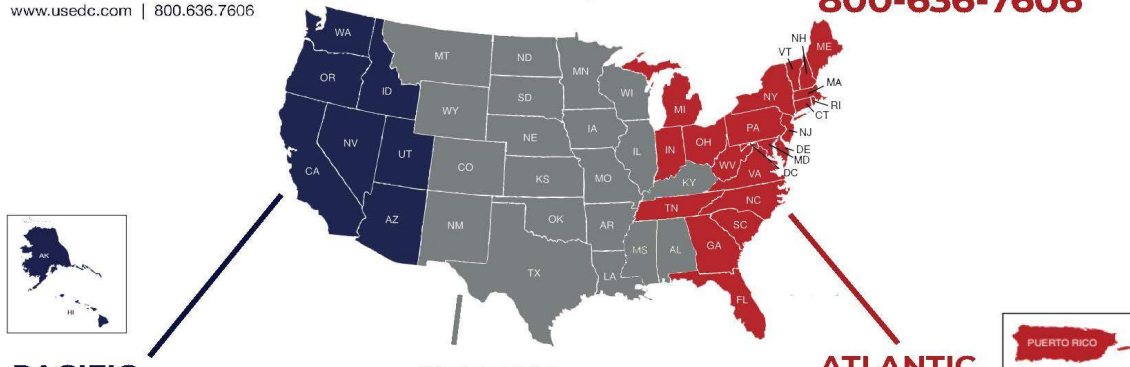 www.usedc.com | 800.636.7606
800-636-7606
WA
MT
ND
MN
VT
NH
ME
OR
ID
SD
WI
NY
MA
WY
MI
RI
CT
NV
UT
NE
IA
PA
NJ
CA
CO
IL
IN
OH
DE
MD
KS
MO
WV
VA
DC
KY
AZ
NM
OK
AR
TN
NC
TX
MS
AL
GA
SC
LA
FL
AK
HI
PUERTO RICO
PACIFIC
ATLANTIC